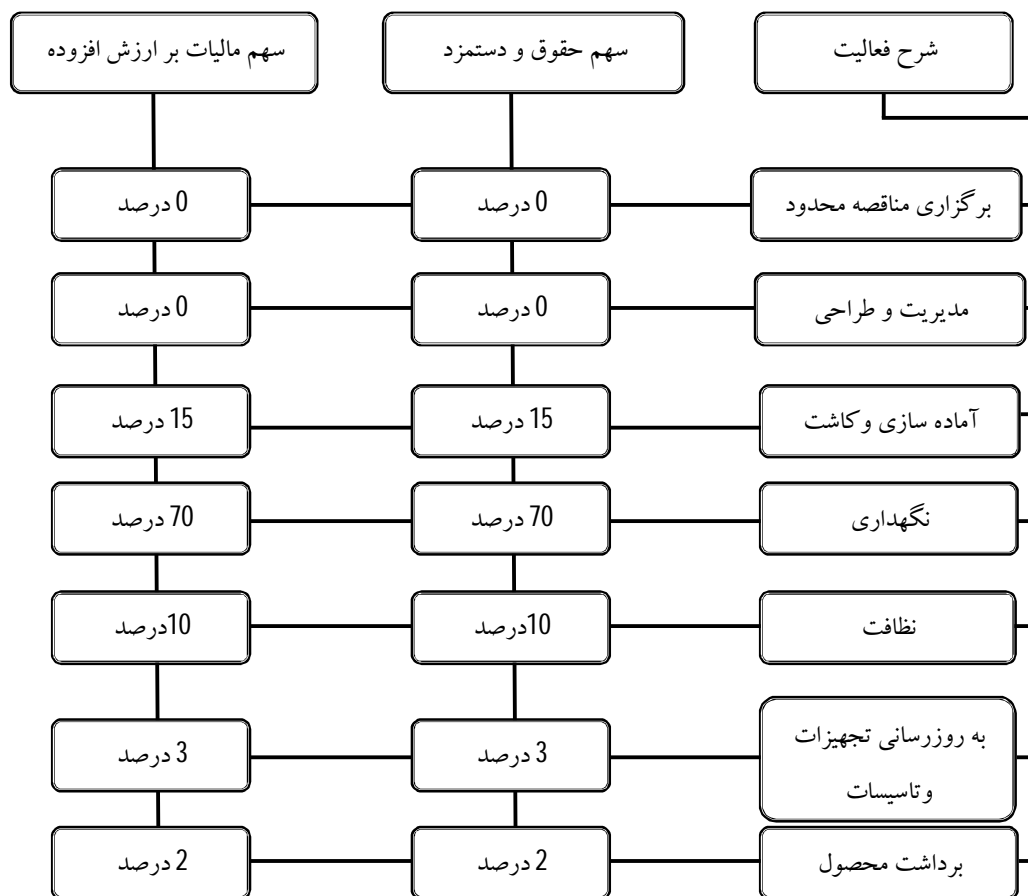 شرح فعالیت
سهم حقوق و دستمزد
سهم مالیات بر ارزش افزوده
برگزاری مناقصه محدود
0 درصد
0 درصد
مدیریت و طراحی
0 درصد
0 درصد
آماده سازی وکاشت
15 درصد
15 درصد
نگهداری
70 درصد
70 درصد
نظافت
10درصد
10درصد
به روزرسانی تجهیزات
وتاسیسات
3 درصد
3 درصد
برداشت محصول
2 درصد
2 درصد